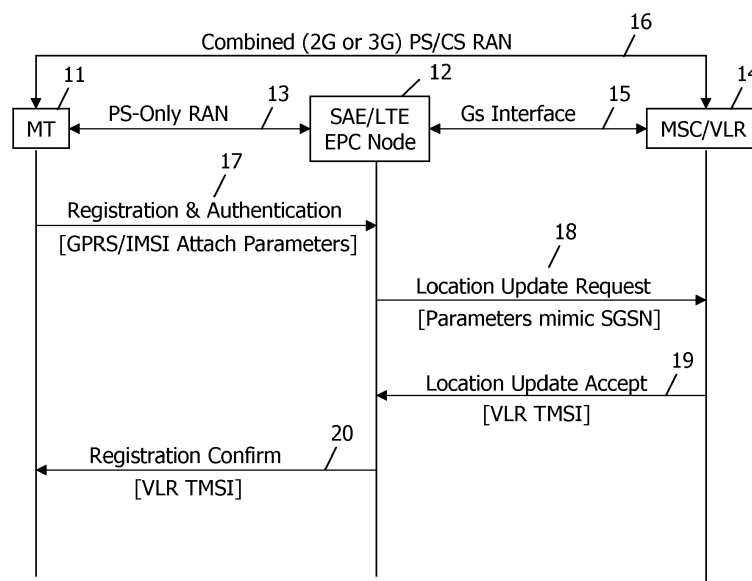 Combined (2G or 3G) PS/CS RAN
16
11
12
14
MT
PS-Only RAN
13
SAE/LTE
EPC Node
Gs Interface
15
MSC/VLR
17
Registration & Authentication
[GPRS/IMSI Attach Parameters]
18
Location Update Request
[Parameters mimic SGSN]
19
Location Update Accept
[VLR TMSI]
20
Registration Confirm
[VLR TMSI]